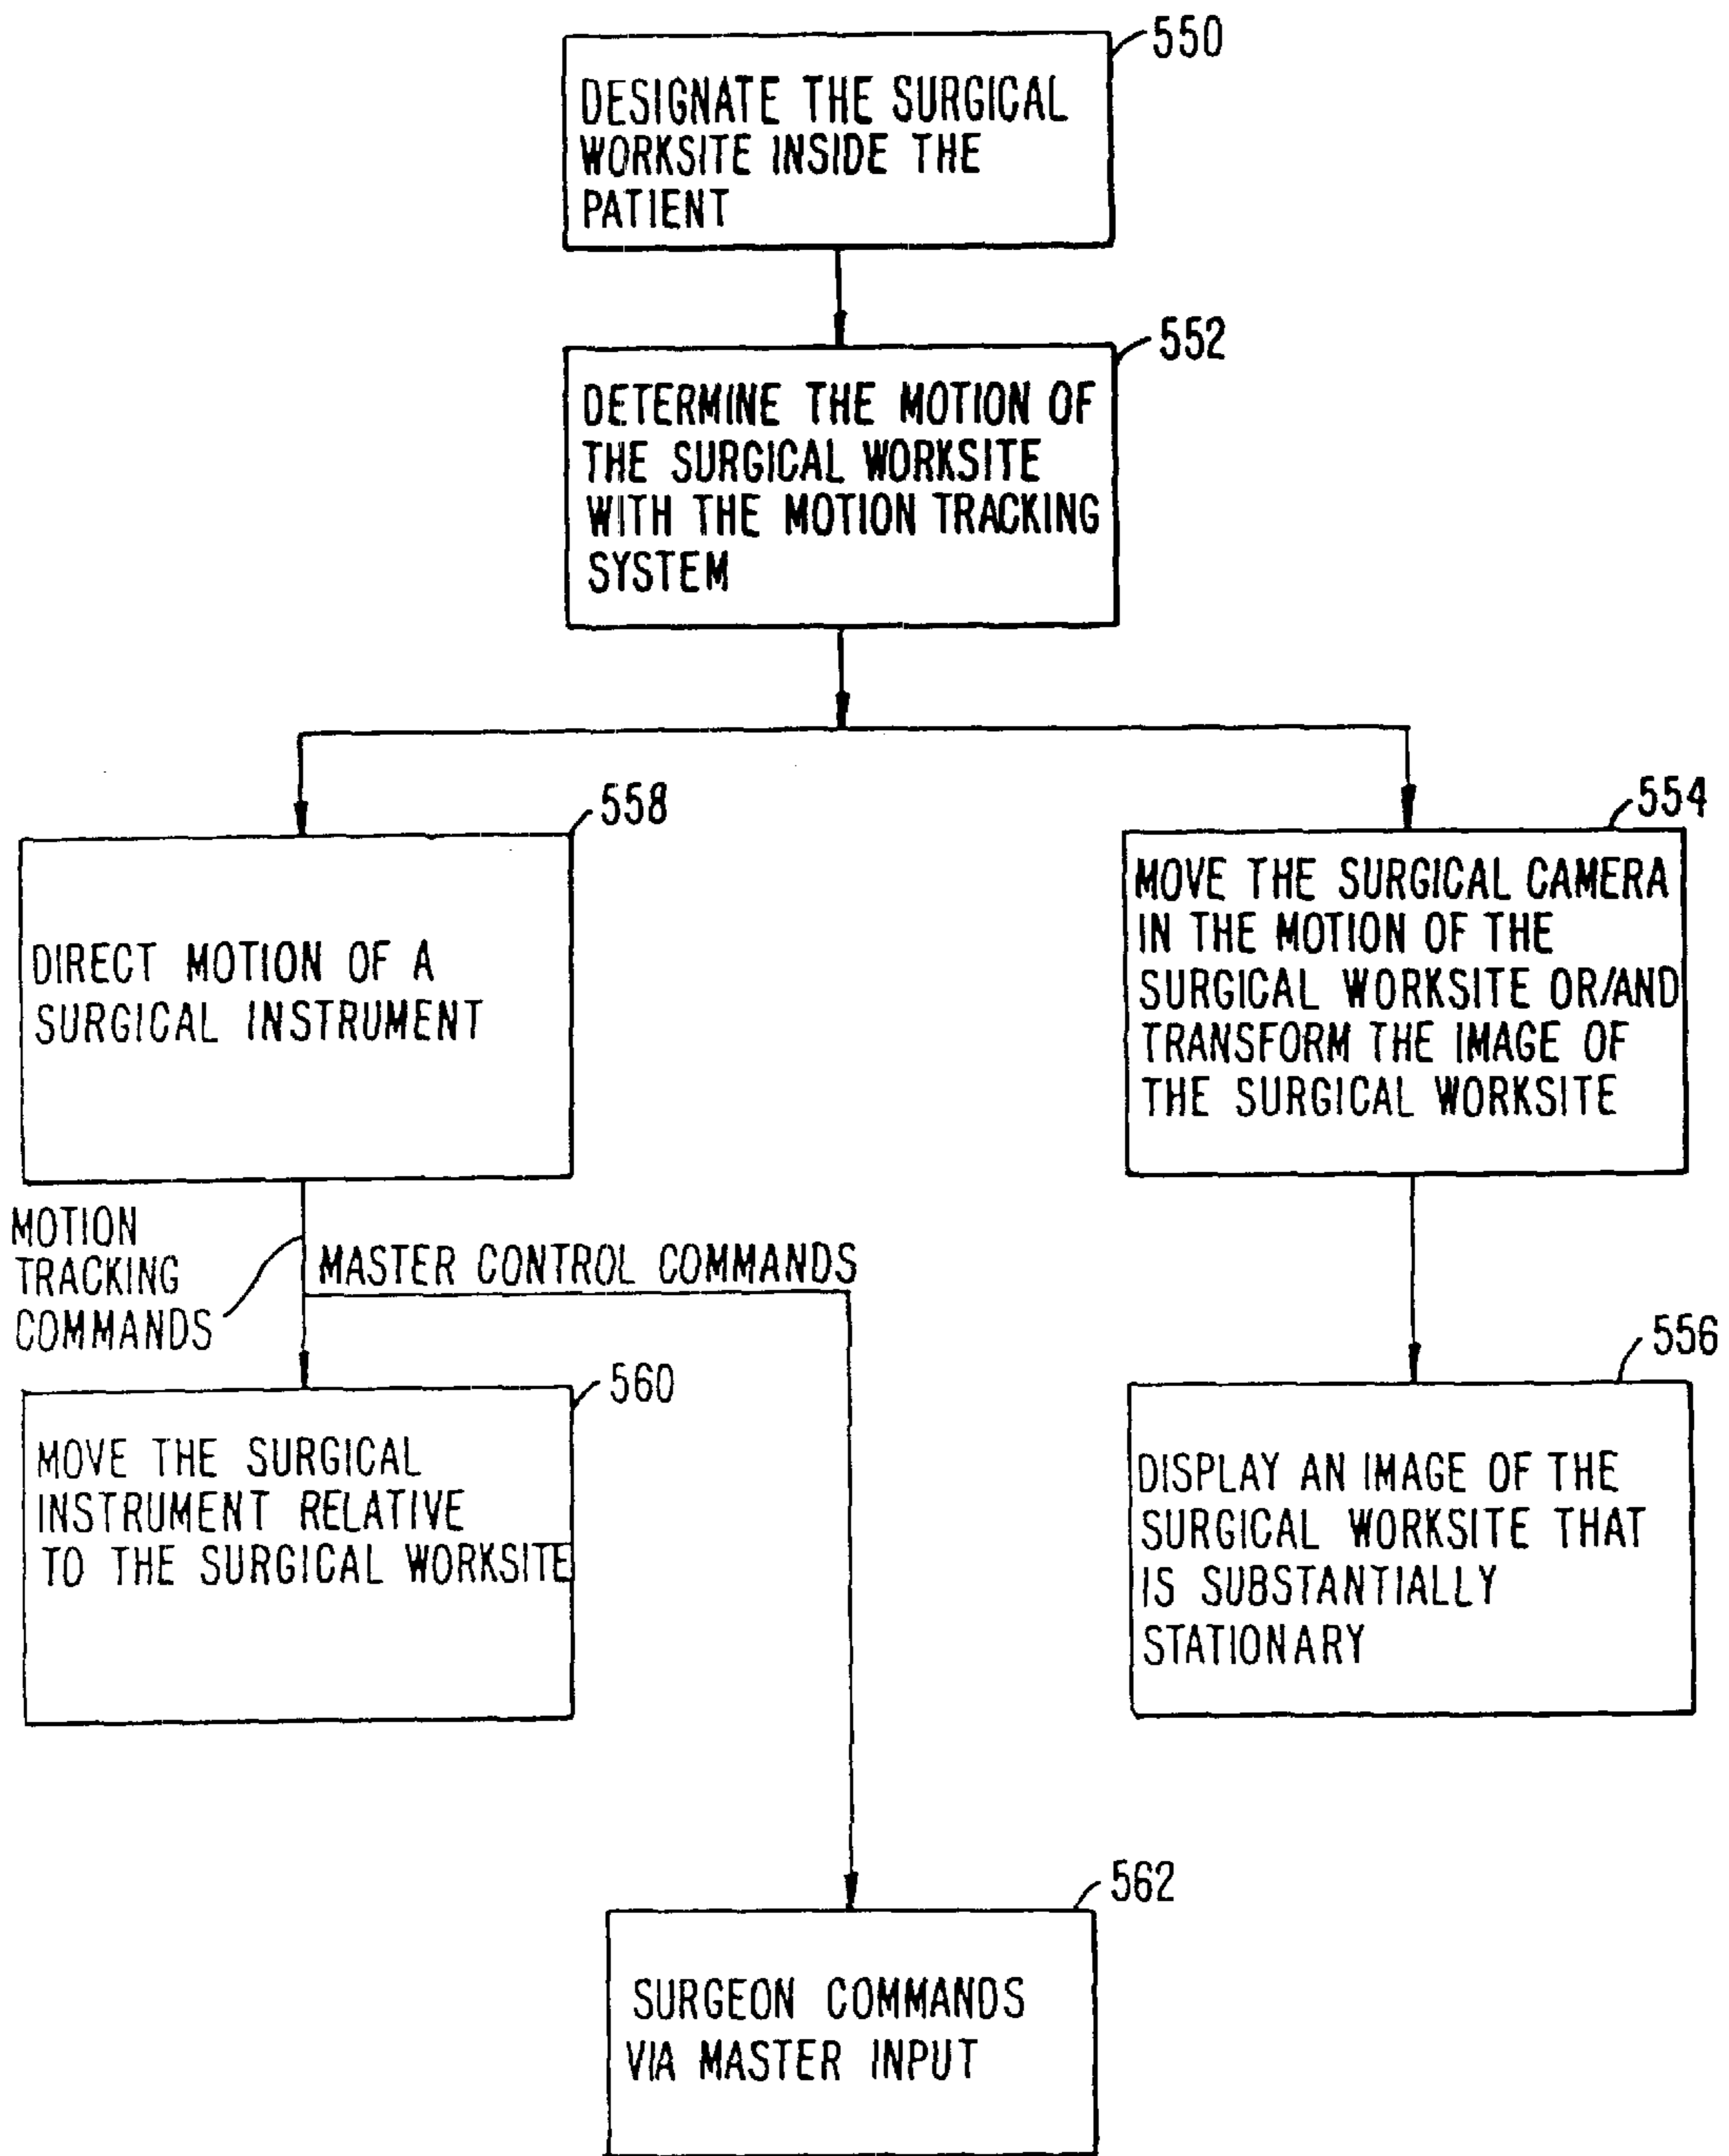 550
DESIGNATE THE SURGICAL
WORKSITE INSIDE THE
PATIENT
552
DETERMINE THE MOTION OF
THE SURGICAL WORKSITE
WITH THE MOTION TRACKING
SYSTEM
558
DIRECT MOTION OF A
SURGICAL INSTRUMENT
554
MOVE THE SURGICAL CAMERA
IN THE MOTION OF THE
SURGICAL WORKSITE OR/AND
TRANSFORM THE IMAGE OF
THE SURGICAL WORKSITE
MOTION
TRACKING
COMMANDS
MASTER CONTROL COMMANDS
560
MOVE THE SURGICAL
INSTRUMENT RELATIVE
TO THE SURGICAL WORKSITE
556
DISPLAY AN IMAGE OF THE
SURGICAL WORKSITE THAT
IS SUBSTANTIALLY
STATIONARY
562
SURGEON COMMANDS
VIA MASTER INPUT